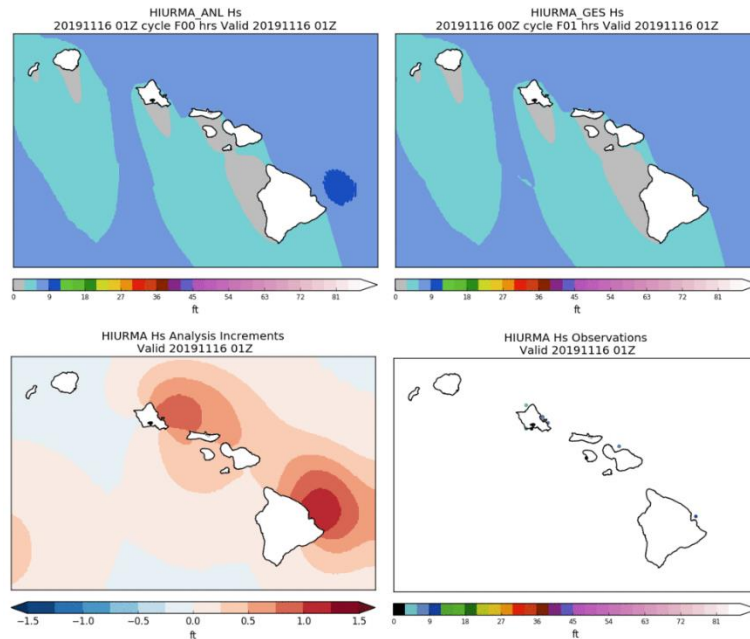 HIURMA_ANL Hs
20191116 01Z cycle F00 hrs Valid 20191116 01Z
0 9 18 27 36 45 54 63 72 81
ft
HIURMA_GES Hs
20191116 00Z cycle F01 hrs Valid 20191116 01Z
0 9 18 27 36 45 54 63 72 81
ft
HIURMA Hs Analysis Increments
Valid 20191116 01Z
−1.5 −1.0 −0.5 0.0 0.5 1.0 1.5
ft
HIURMA Hs Observations
Valid 20191116 01Z
0 9 18 27 36 45 54 63 72 81
ft